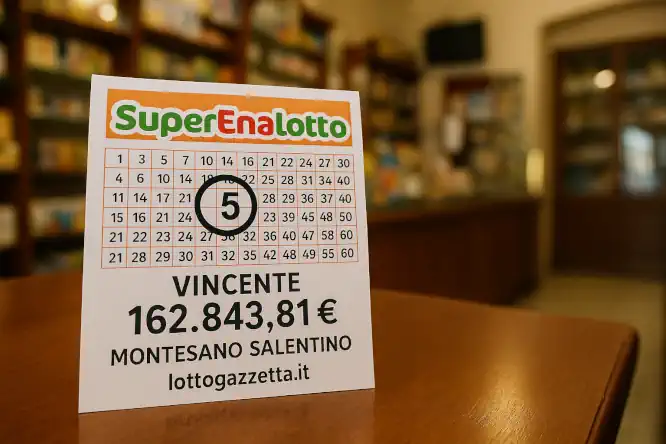 SuperEnalotto
1 3 5 7 10 14 16 21 22 24 27 30
4 6 10 14 22 25 28 31 34 40
11 14 17 21 5 28 29 36 37 40
15 16 21 24 23 39 45 48 50
21 22 23 24 27 32 36 40 47 58 60
21 28 29 30 31 32 35 42 48 49 55 60
VINCENTE
162.843,81 €
MONTESANO SALENTINO
lottogazzetta.it